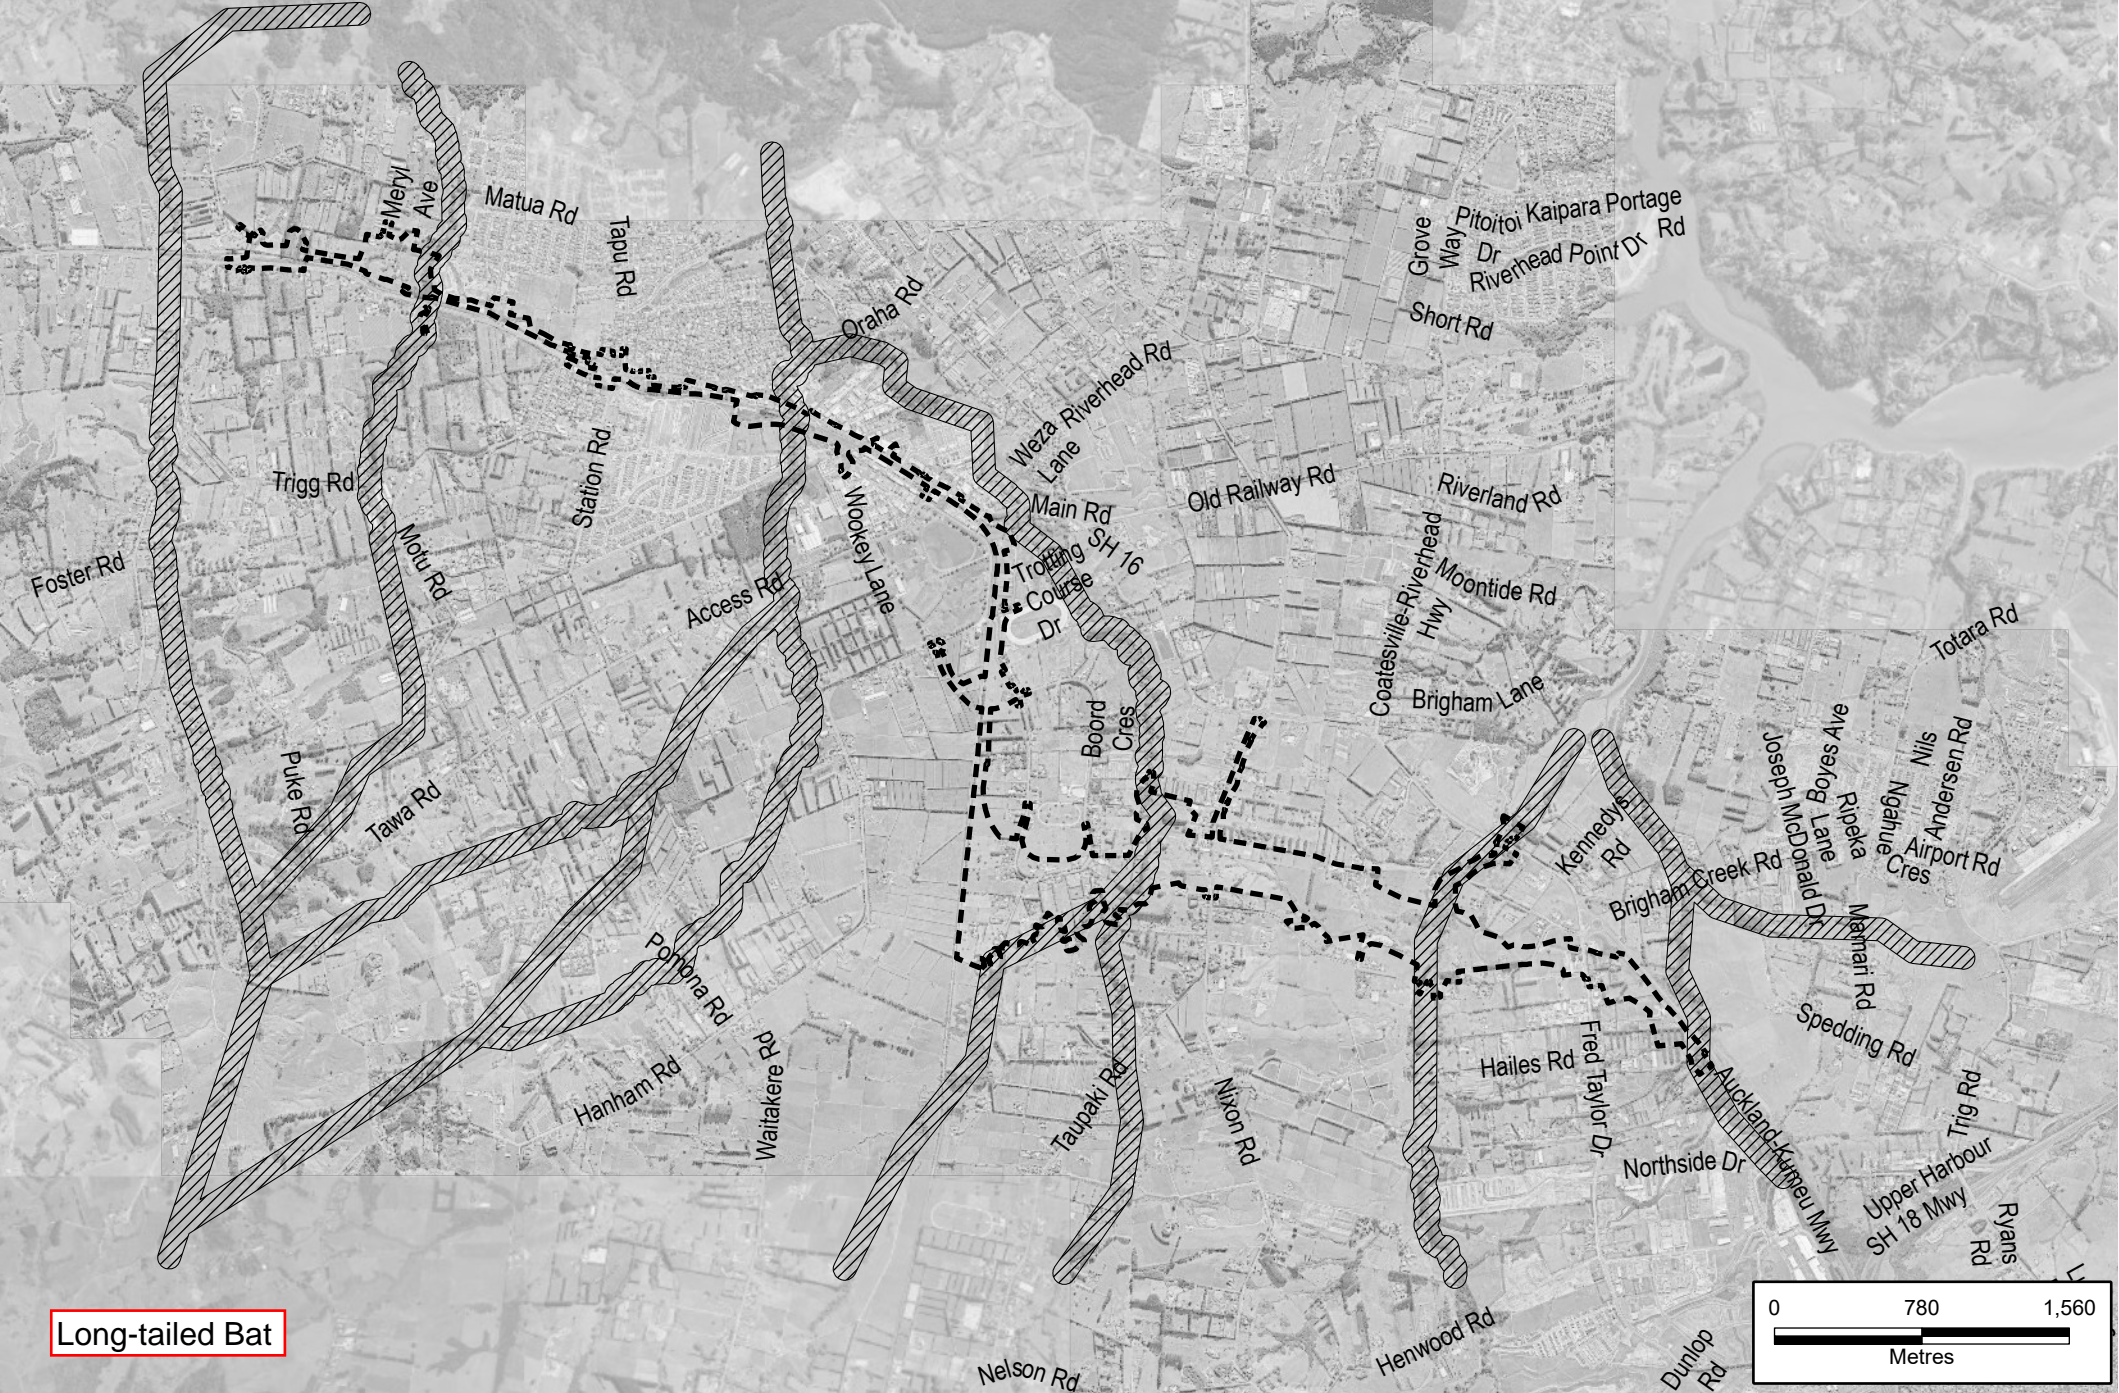 Meryl
Ave
Matua Rd
Tapu Rd
Oraha Rd
Grove
Way
Pitoitoi
Dr
Kaipara Portage
Rd
Riverhead Point Dr
Short Rd
Riverhead Rd
Weza
Lane
Trigg Rd
Station Rd
Main Rd
SH 16
Old Railway Rd
Riverland Rd
Coatesville-Riverhead
Hwy
Moontide Rd
Foster Rd
Motu Rd
Access Rd
Wookey Lane
Trotting
Course
Dr
Totara Rd
Brigham Lane
Boord
Cres
Puke Rd
Tawa Rd
Kennedys
Rd
Joseph McDonald Dr
Boyes Ave
Ripeka
Lane
Nils
Andersen Rd
Ngahue
Cres
Airport Rd
Brigham Creek Rd
Mamari Rd
Pomona Rd
Spedding Rd
Hanham Rd
Waitakere Rd
Taupaki Rd
Nixon Rd
Hailes Rd
Fred Taylor Dr
Trig Rd
Auckland-Kumeu Mwy
Northside Dr
Upper Harbour
SH 18 Mwy
Ryans
Rd
Henwood Rd
Nelson Rd
Dunlop
Rd
Long-tailed Bat
0 780 1,560
Metres